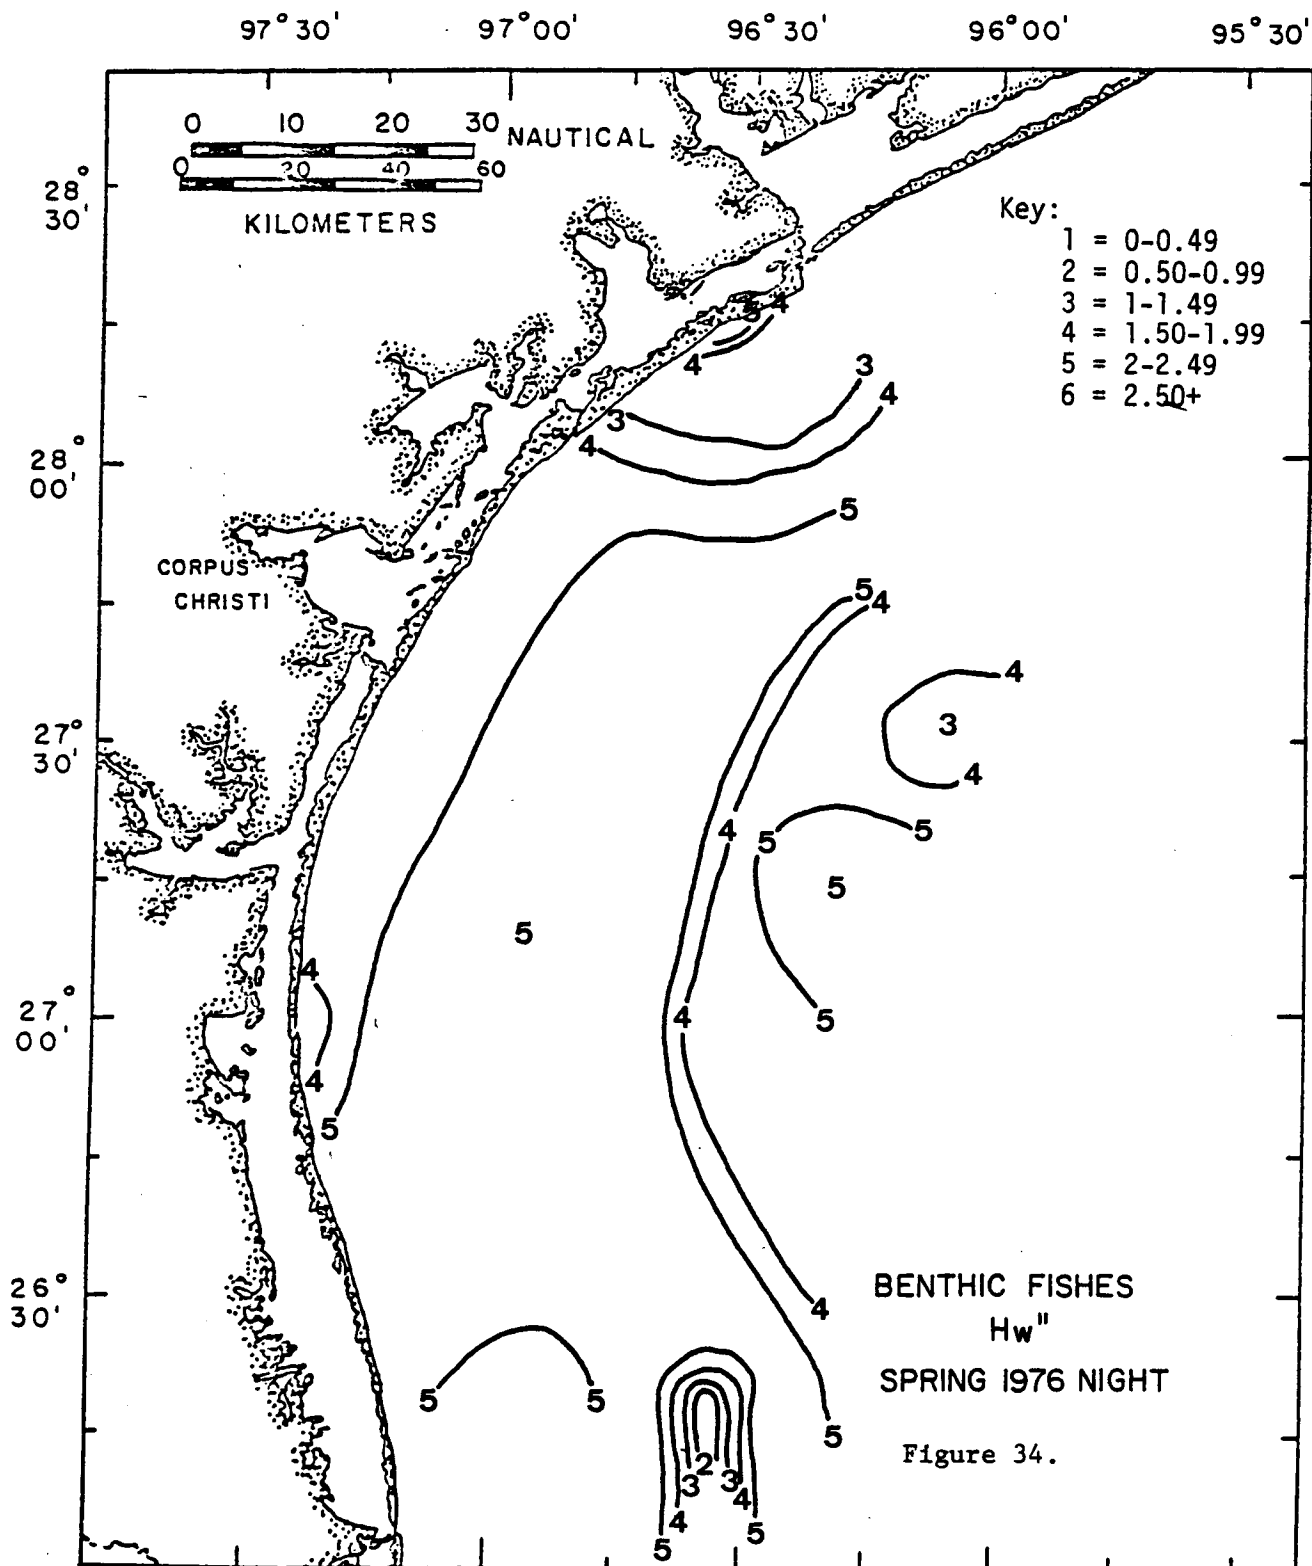 97°30' 97°00' 96°30' 96°00' 95°30'
0 10 20 30 NAUTICAL
0 20 40 60
KILOMETERS
28°
30'
Key:
1 = 0-0.49
2 = 0.50-0.99
3 = 1-1.49
4 = 1.50-1.99
5 = 2-2.49
6 = 2.50+
4
4
3
3
4
4
28°
00'
5
CORPUS
CHRISTI
5
4
4
3
27°
30'
4
4
5
5
5
5
4
27°
00'
4
5
4
5
26°
30'
4
BENTHIC FISHES
Hw"
SPRING 1976 NIGHT
5
5
5
Figure 34.
2
3
3
4
4
5
5